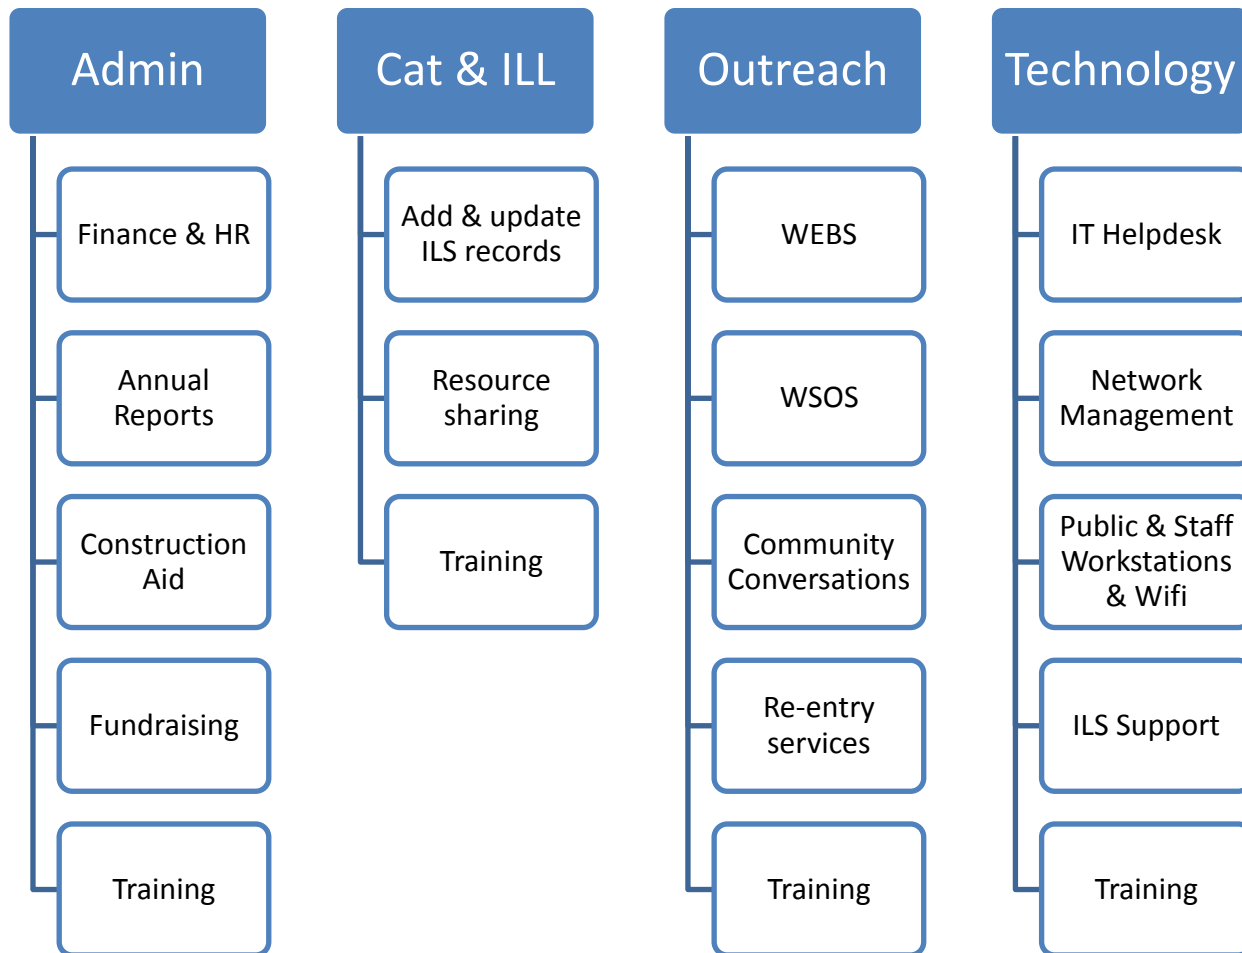 Admin
Finance & HR
Annual
Reports
Construction
Aid
Fundraising
Training
Cat & ILL
Add & update
ILS records
Resource
sharing
Training
Outreach
WEBS
WSOS
Community
Conversations
Re-entry
services
Training
Technology
IT Helpdesk
Network
Management
Public & Staff
Workstations
& Wifi
ILS Support
Training